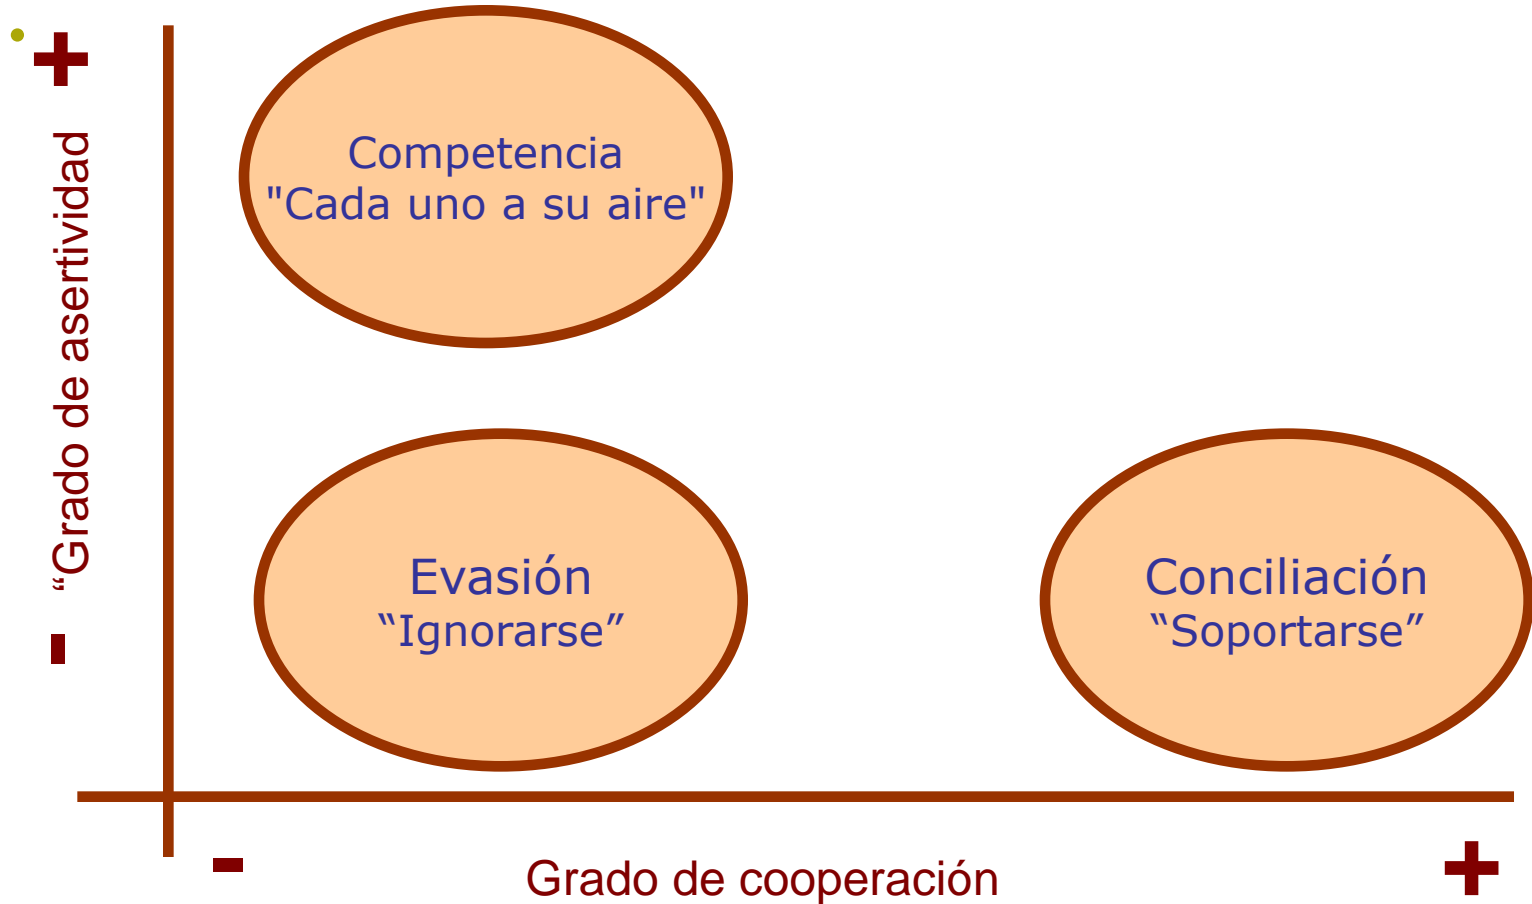 +
“Grado de asertividad
-
Competencia
"Cada uno a su aire"
Evasión
“Ignorarse”
Conciliación
“Soportarse”
-
Grado de cooperación
+